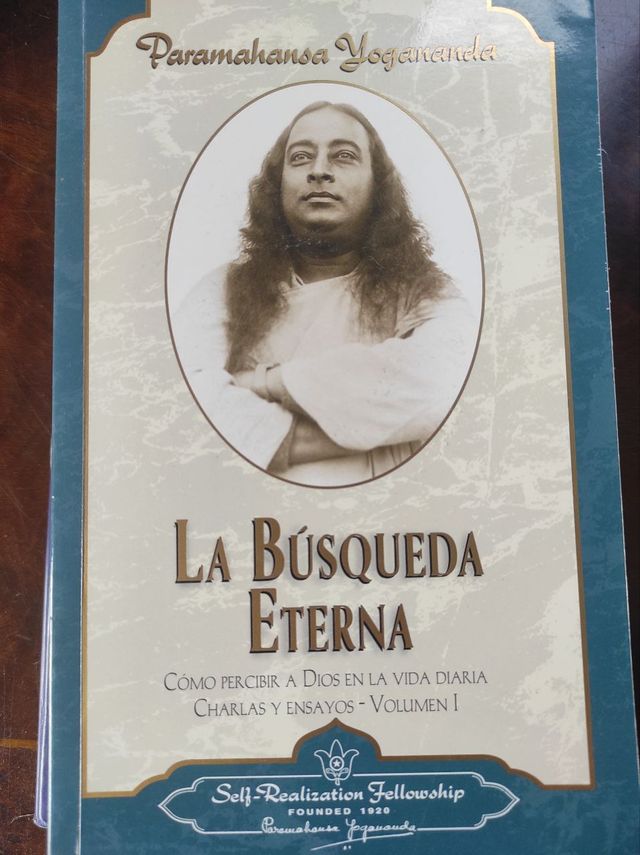 Paramahansa Yogananda
LA BÚSQUEDA
ETERNA
CÓMO PERCIBIR A DIOS EN LA VIDA DIARIA
CHARLAS Y ENSAYOS - VOLUMEN I
Self-Realization Fellowship
FOUNDED 1920
Paramahansa Yogananda